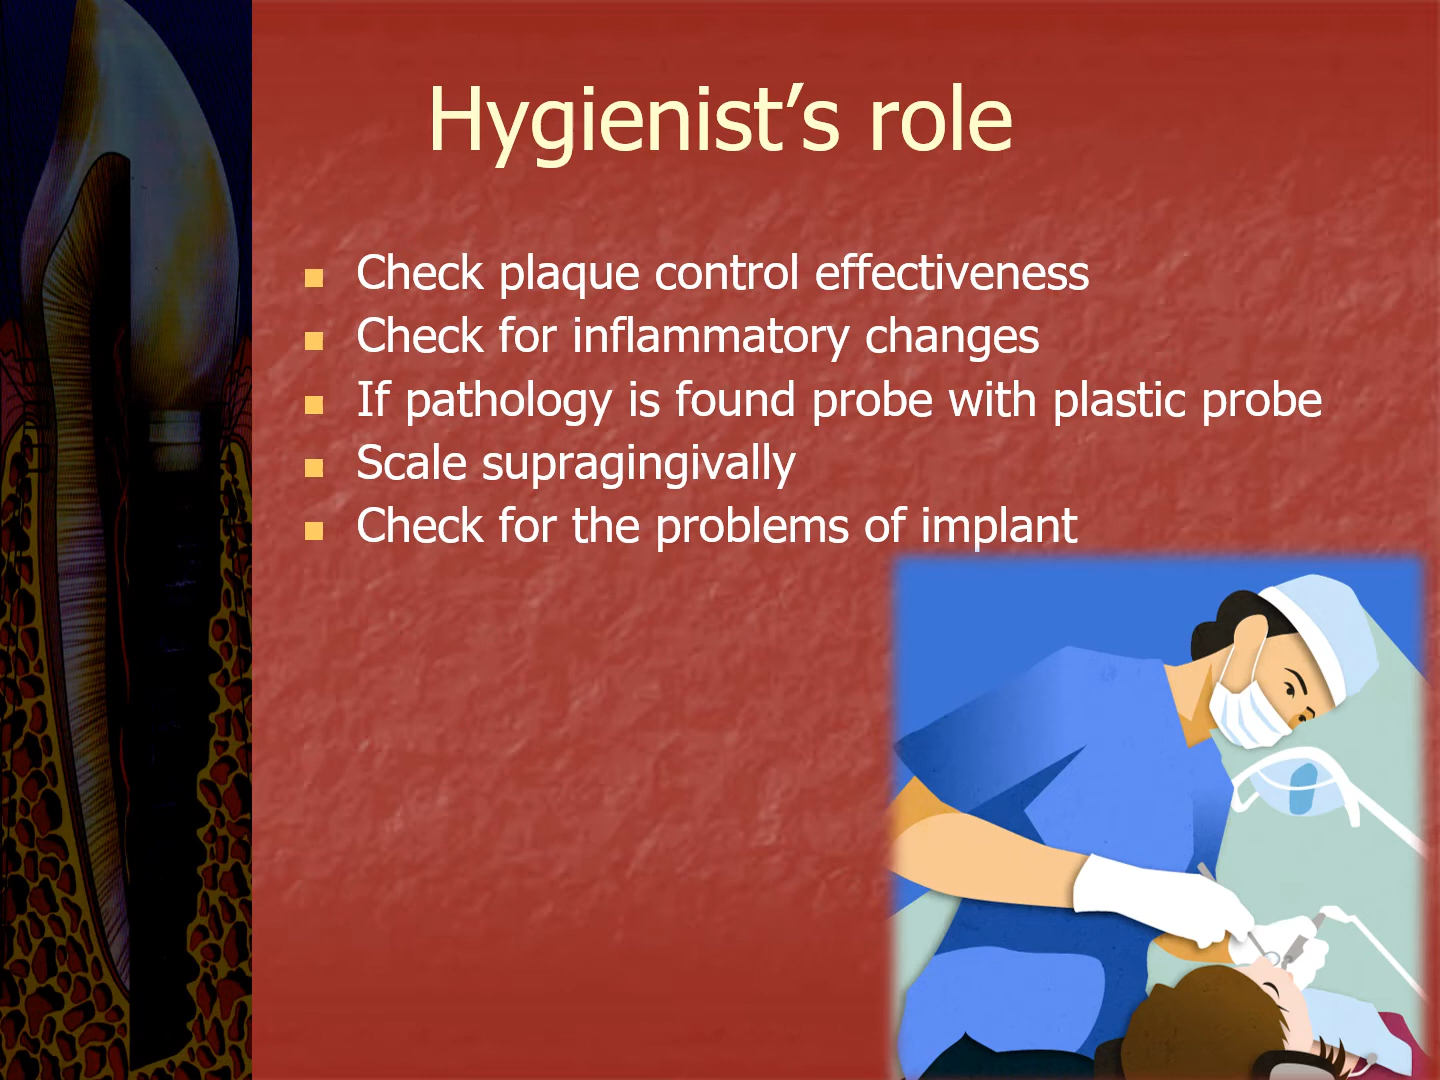 Hygienist’s role
Check plaque control effectiveness
Check for inflammatory changes
If pathology is found probe with plastic probe
Scale supragingivally
Check for the problems of implant